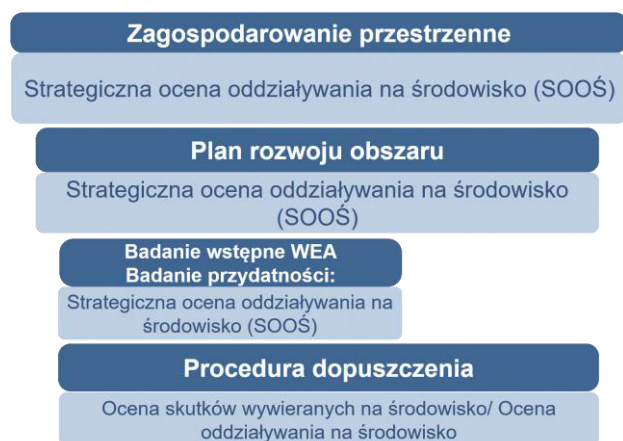 Zagospodarowanie przestrzenne
Strategiczna ocena oddziaływania na środowisko (SOOŚ)
Plan rozwoju obszaru
Strategiczna ocena oddziaływania na środowisko
(SOOŚ)
Badanie wstępne WEA
Badanie przydatności:
Strategiczna ocena oddziaływania na
środowisko (SOOŚ)
Procedura dopuszczenia
Ocena skutków wywieranych na środowisko/ Ocena
oddziaływania na środowisko